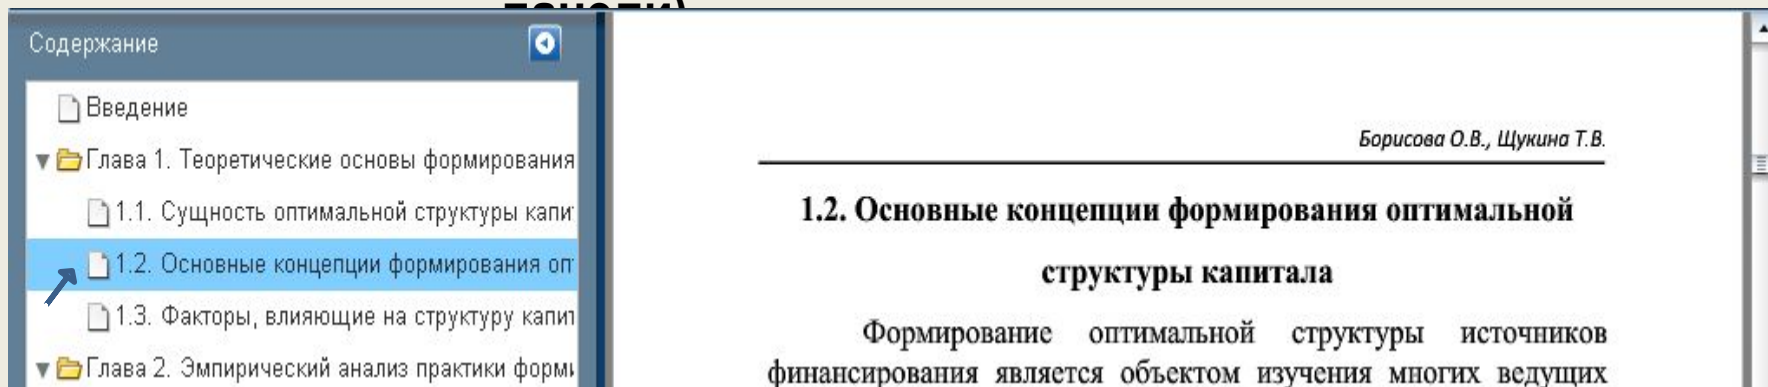 Содержание
Введение
Глава 1. Теоретические основы формирования
1.1. Сущность оптимальной структуры капи
1.2. Основные концепции формирования оп
1.3. Факторы, влияющие на структуру капи
Глава 2. Эмпирический анализ практики форм
Борисова О.В., Щукина Т.В.
1.2. Основные концепции формирования оптимальной
структуры капитала
Формирование оптимальной структуры источников
финансирования является объектом изучения многих ведущих